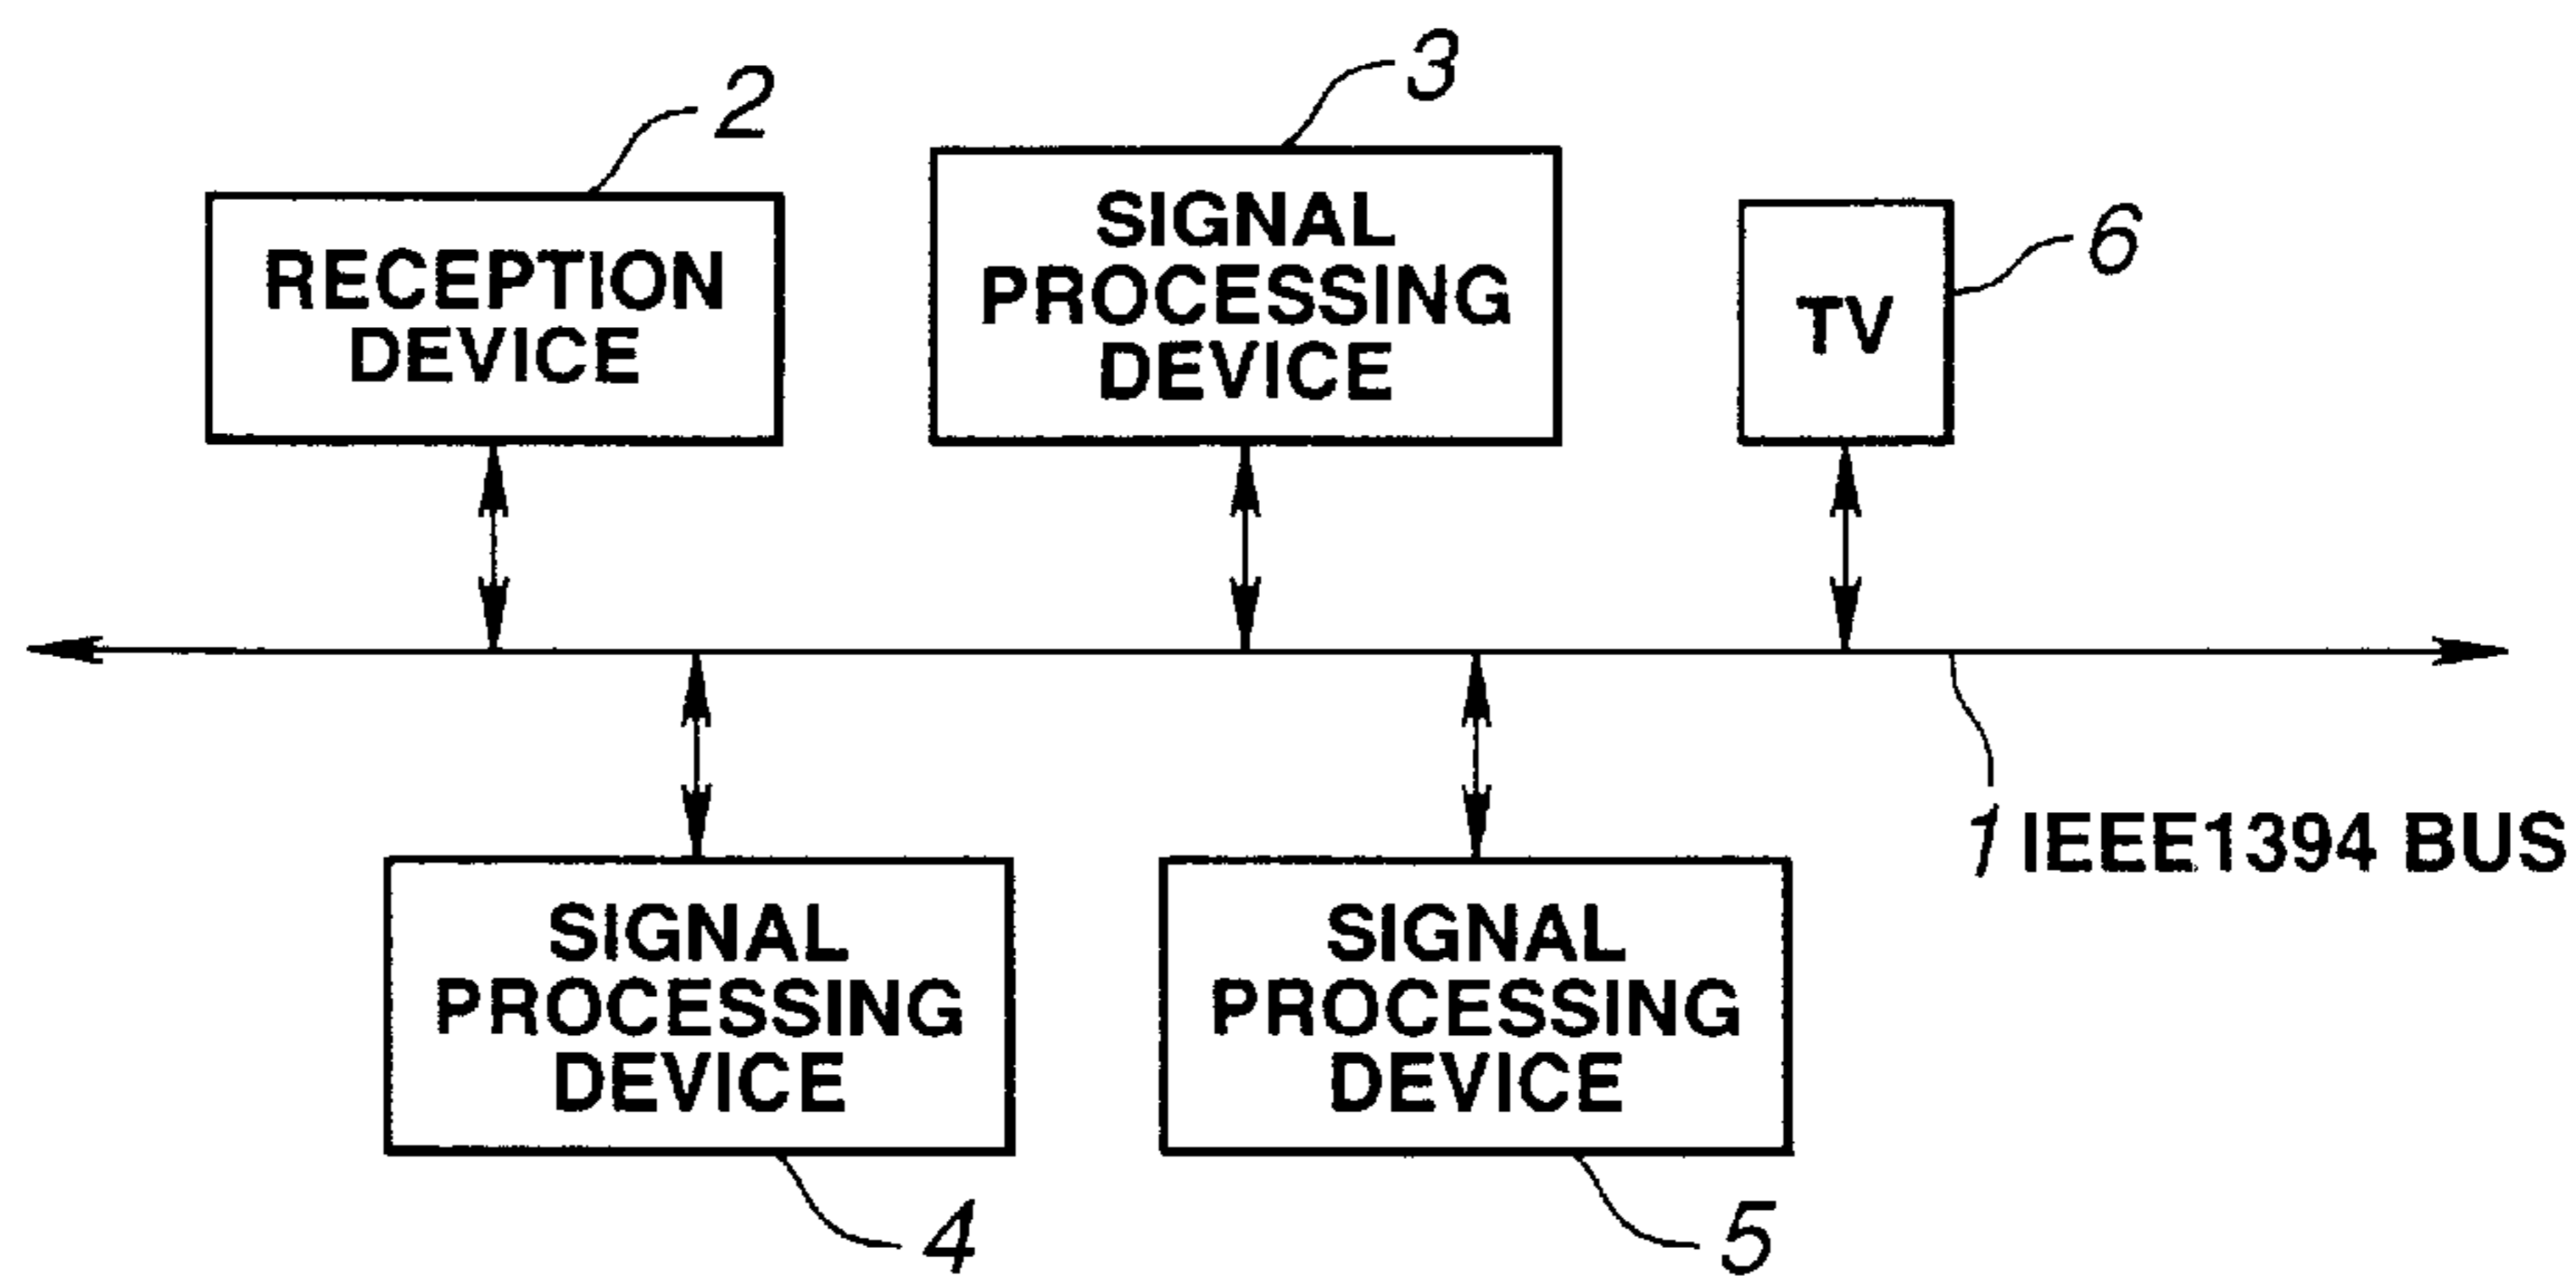 2
RECEPTION
DEVICE
3
SIGNAL
PROCESSING
DEVICE
6
TV
1 IEEE1394 BUS
SIGNAL
PROCESSING
DEVICE
4
SIGNAL
PROCESSING
DEVICE
5